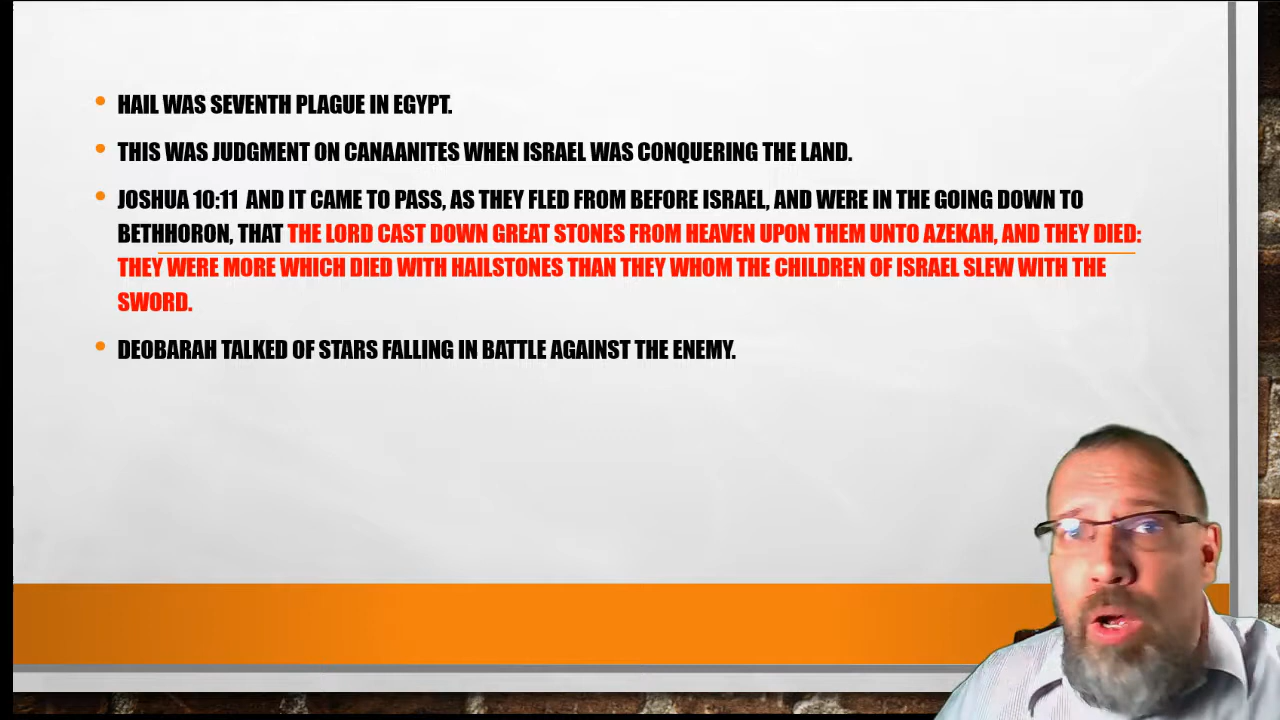 HAIL WAS SEVENTH PLAGUE IN EGYPT.
THIS WAS JUDGMENT ON CANAANITES WHEN ISRAEL WAS CONQUERING THE LAND.
JOSHUA 10:11 AND IT CAME TO PASS, AS THEY FLED FROM BEFORE ISRAEL, AND WERE IN THE GOING DOWN TO
BETHHORON, THAT THE LORD CAST DOWN GREAT STONES FROM HEAVEN UPON THEM UNTO AZEKAH, AND THEY DIED:
THEY WERE MORE WHICH DIED WITH HAILSTONES THAN THEY WHOM THE CHILDREN OF ISRAEL SLEW WITH THE
SWORD.
DEOBARAH TALKED OF STARS FALLING IN BATTLE AGAINST THE ENEMY.